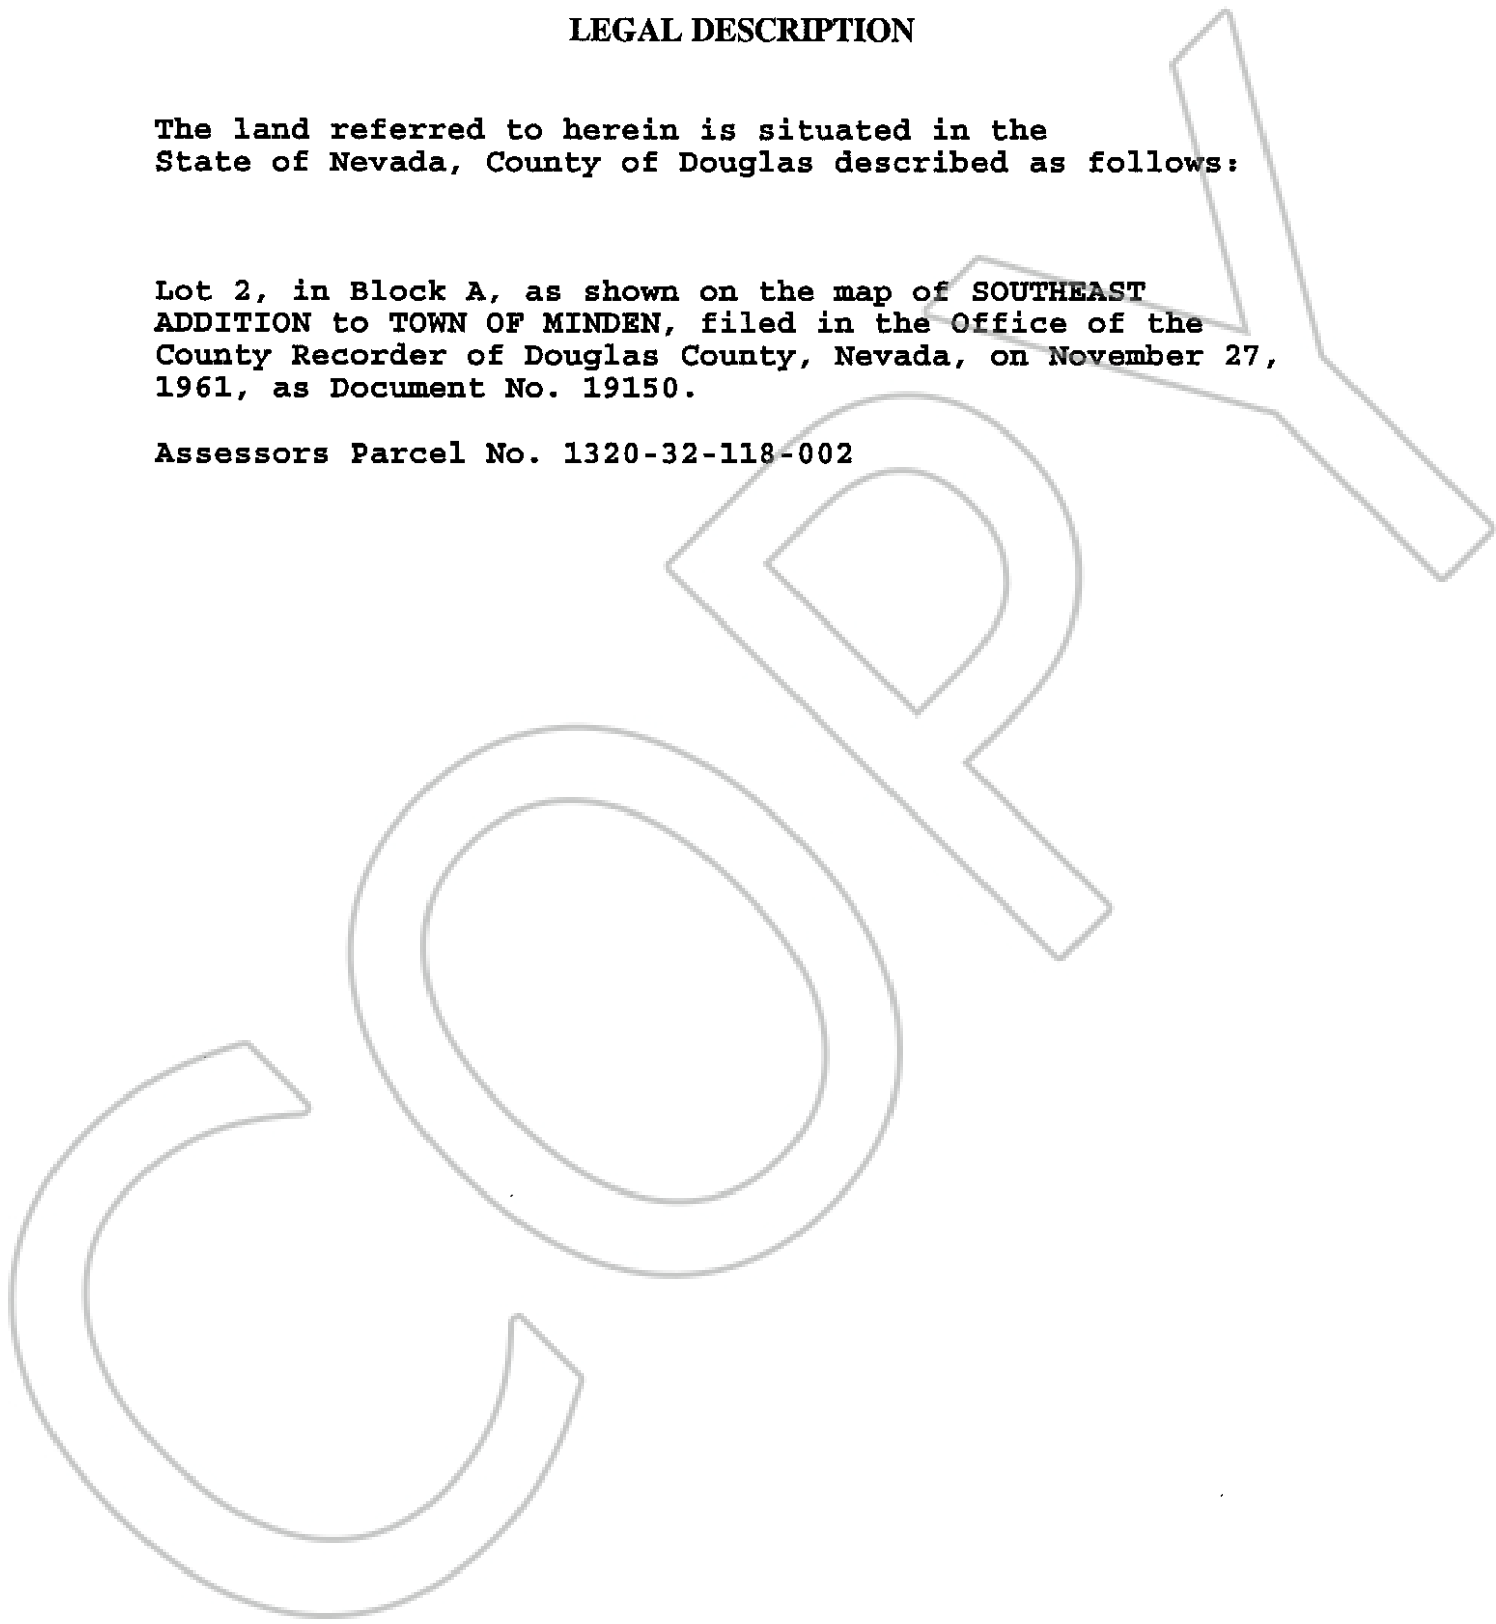 LEGAL DESCRIPTION
The land referred to herein is situated in the
State of Nevada, County of Douglas described as follows:
Lot 2, in Block A, as shown on the map of SOUTHEAST
ADDITION to TOWN OF MINDEN, filed in the Office of the
County Recorder of Douglas County, Nevada, on November 27,
1961, as Document No. 19150.
Assessors Parcel No. 1320-32-118-002
COPY